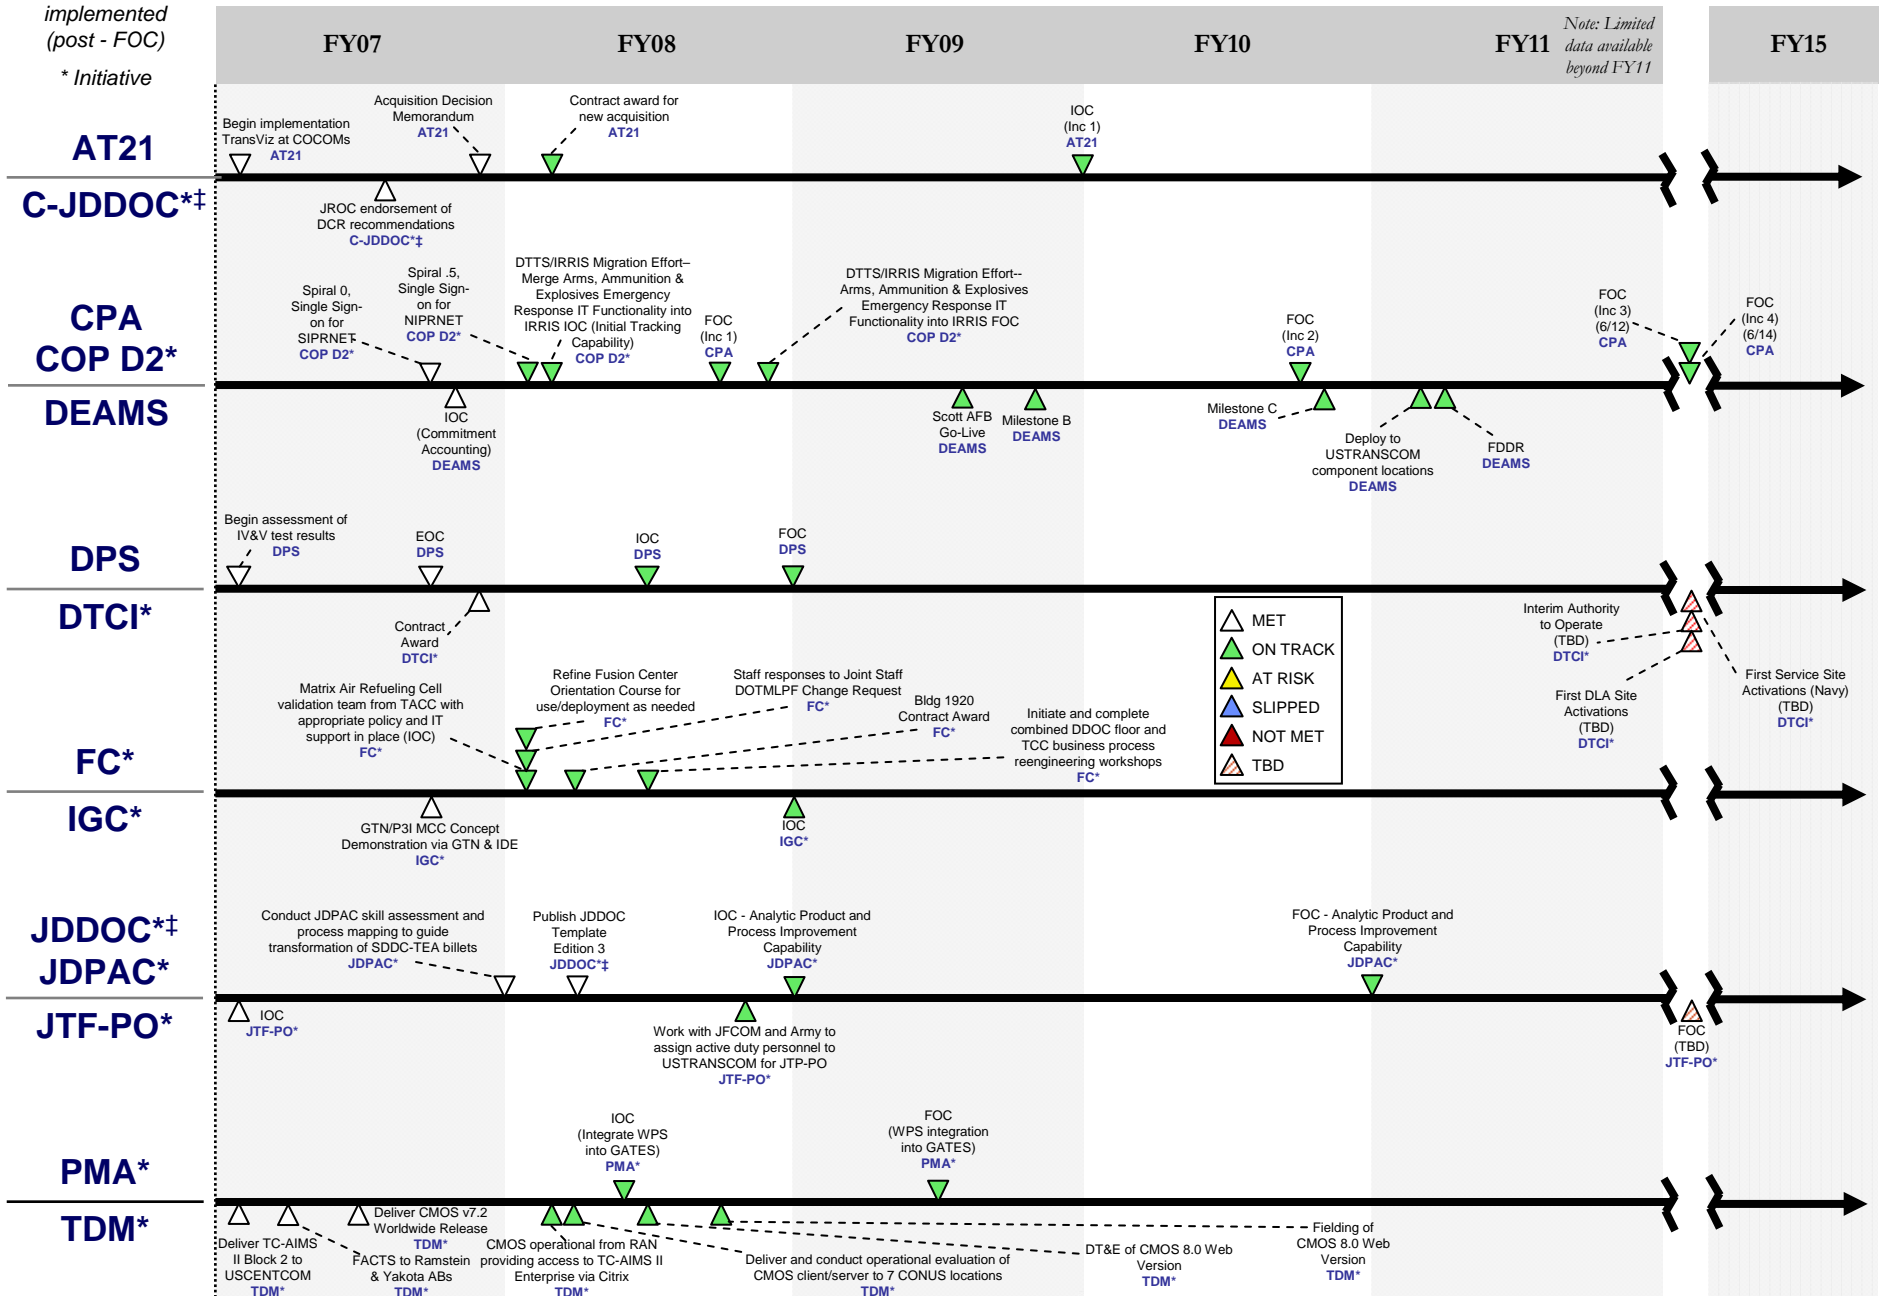 implemented
(post - FOC)
* Initiative
FY07
FY08
FY09
FY10
FY11
Note: Limited
data available
beyond FY11
FY15
AT21
Begin implementation
TransViz at COCOMs
AT21
Acquisition Decision
Memorandum
AT21
Contract award for
new acquisition
AT21
IOC
(Inc 1)
AT21
C-JDDOC*‡
JROC endorsement of
DCR recommendations
C-JDDOC*‡
CPA
COP D2*
Spiral 0,
Single Sign-
on for
SIPRNET
COP D2*
Spiral .5,
Single Sign-
on for
NIPRNET
COP D2*
DTTS/IRRIS Migration Effort–
Merge Arms, Ammunition &
Explosives Emergency
Response IT Functionality into
IRRIS IOC (Initial Tracking
Capability)
COP D2*
FOC
(Inc 1)
CPA
DTTS/IRRIS Migration Effort--
Arms, Ammunition & Explosives
Emergency Response IT
Functionality into IRRIS FOC
COP D2*
FOC
(Inc 2)
CPA
FOC
(Inc 3)
(6/12)
CPA
FOC
(Inc 4)
(6/14)
CPA
DEAMS
IOC
(Commitment
Accounting)
DEAMS
Scott AFB
Go-Live
DEAMS
Milestone B
DEAMS
Milestone C
DEAMS
Deploy to
USTRANSCOM
component locations
DEAMS
FDDR
DEAMS
DPS
Begin assessment of
IV&V test results
DPS
EOC
DPS
IOC
DPS
FOC
DPS
DTCI*
Contract
Award
DTCI*
Interim Authority
to Operate
(TBD)
DTCI*
First DLA Site
Activations
(TBD)
DTCI*
First Service Site
Activations (Navy)
(TBD)
DTCI*
MET
ON TRACK
AT RISK
SLIPPED
NOT MET
TBD
FC*
Matrix Air Refueling Cell
validation team from TACC with
appropriate policy and IT
support in place (IOC)
FC*
Refine Fusion Center
Orientation Course for
use/deployment as needed
FC*
Staff responses to Joint Staff
DOTMLPF Change Request
FC*
Bldg 1920
Contract Award
FC*
Initiate and complete
combined DDOC floor and
TCC business process
reengineering workshops
FC*
IGC*
GTN/P3I MCC Concept
Demonstration via GTN & IDE
IGC*
IOC
IGC*
JDDOC*‡
JDPAC*
Conduct JDPAC skill assessment and
process mapping to guide
transformation of SDDC-TEA billets
JDPAC*
Publish JDDOC
Template
Edition 3
JDDOC*‡
IOC - Analytic Product and
Process Improvement
Capability
JDPAC*
FOC - Analytic Product and
Process Improvement
Capability
JDPAC*
JTF-PO*
IOC
JTF-PO*
Work with JFCOM and Army to
assign active duty personnel to
USTRANSCOM for JTP-PO
JTF-PO*
FOC
(TBD)
JTF-PO*
PMA*
IOC
(Integrate WPS
into GATES)
PMA*
FOC
(WPS integration
into GATES)
PMA*
TDM*
Deliver TC-AIMS
II Block 2 to
USCENTCOM
TDM*
FACTS to Ramstein
& Yakota ABs
TDM*
Deliver CMOS v7.2
Worldwide Release
TDM*
CMOS operational from RAN
providing access to TC-AIMS II
Enterprise via Citrix
TDM*
Deliver and conduct operational evaluation of
CMOS client/server to 7 CONUS locations
TDM*
DT&E of CMOS 8.0 Web
Version
TDM*
Fielding of
CMOS 8.0 Web
Version
TDM*